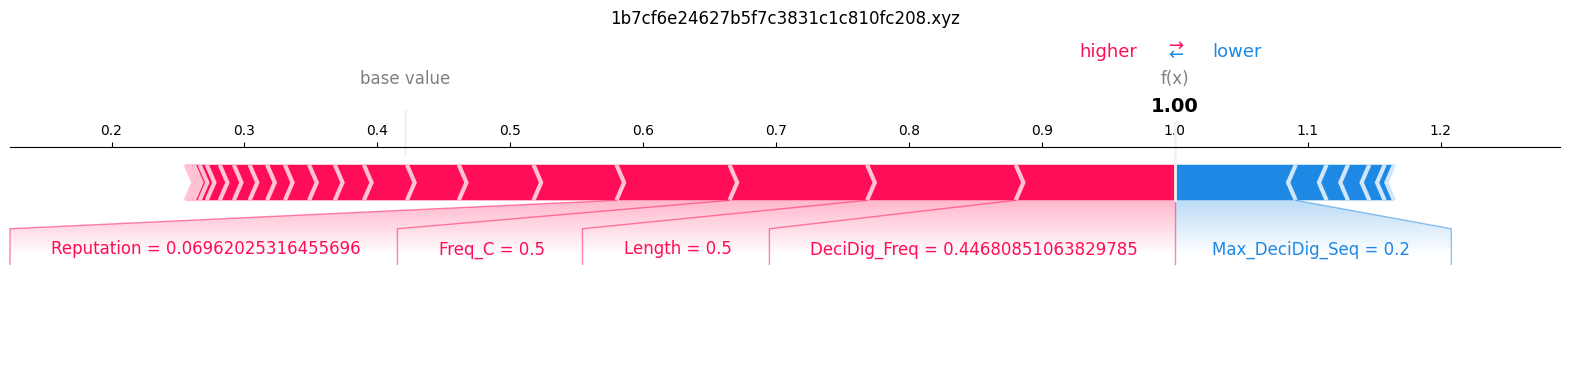 1b7cf6e24627b5f7c3831c1c810fc208.xyz
higher ⇄ lower
base value f(x)
1.00
0.2 0.3 0.4 0.5 0.6 0.7 0.8 0.9 1.0 1.1 1.2
Reputation = 0.06962025316455696 Freq_C = 0.5 Length = 0.5 DeciDig_Freq = 0.44680851063829785 Max_DeciDig_Seq = 0.2